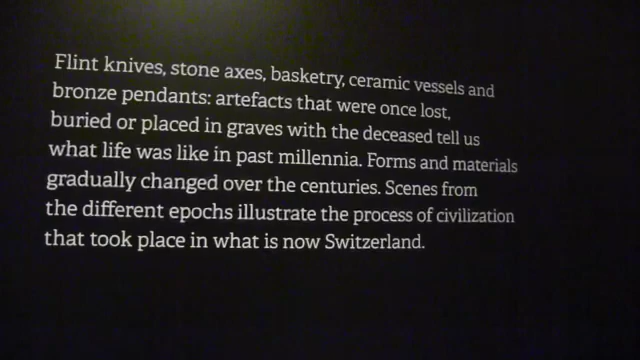 Flint knives, stone axes, basketry, ceramic vessels and
bronze pendants: artefacts that were once lost,
buried or placed in graves with the deceased tell us
what life was like in past millennia. Forms and materials
gradually changed over the centuries. Scenes from
the different epochs illustrate the process of civilization
that took place in what is now Switzerland.